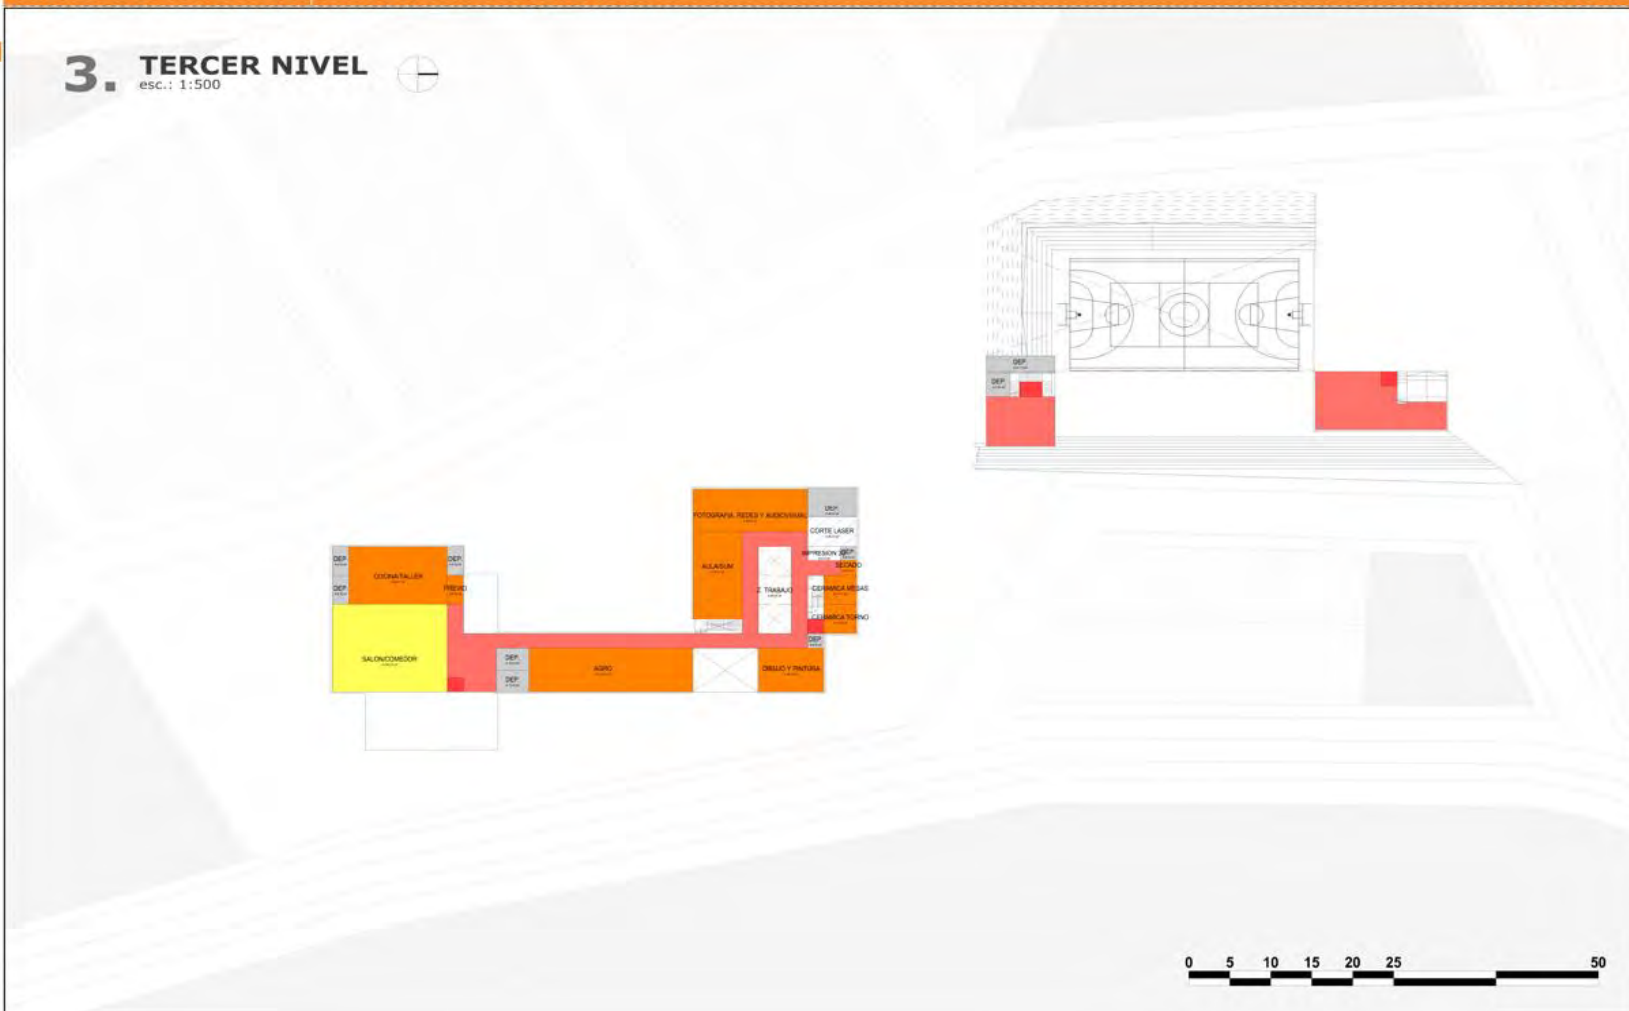 3. TERCER NIVEL
esc.: 1:500
DEP.
DEP.
DEP.
FOTOGRAFIA, REDES Y AUDIOVISUAL
CORTE LASER
IMPRESION 3D
DEP.
AULA/SUM
SECADO
Z. TRABAJO
CERAMICA MESAS
CERAMICA TORNO
DEP.
DEP.
COCINA/TALLER
DEP.
DEP.
PREVIO
SALON/COMEDOR
DEP.
DEP.
AGRO
DIBUJO Y PINTURA
0 5 10 15 20 25 50